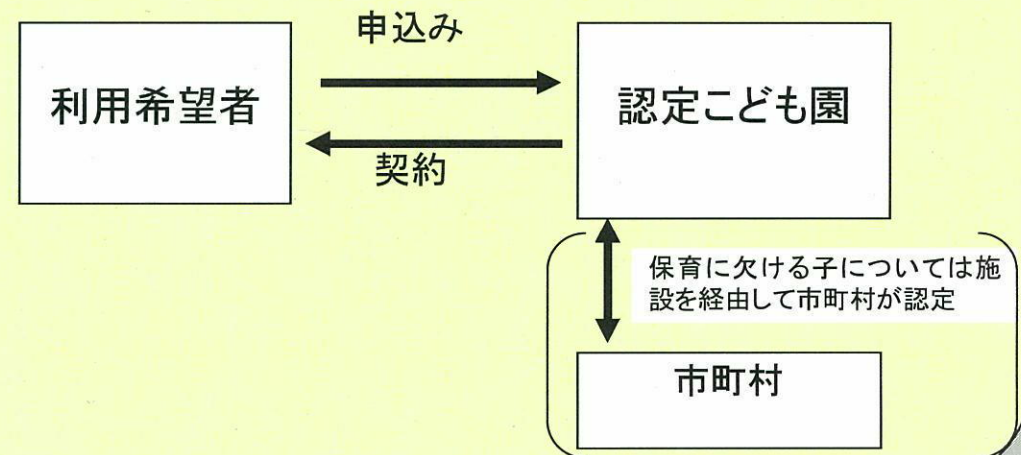 申込み
利用希望者
認定こども園
契約
保育に欠ける子については施
設を経由して市町村が認定
市町村